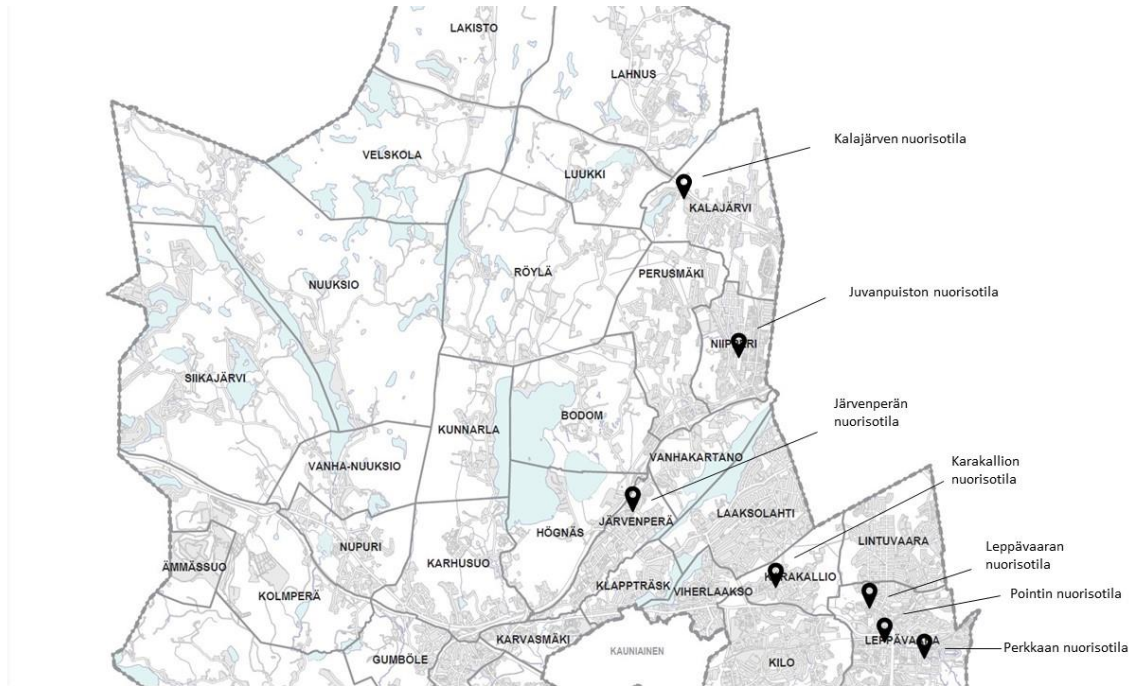 LAKISTO
LAHNUS
Kalajärven nuorisotila
VELSKOLA
LUUKKI
KALAJÄRVI
RÖYLÄ
PERUSMÄKI
NUUKSIO
Juvanpuiston nuorisotila
SIIKAJÄRVI
BODOM
Järvenperän
nuorisotila
KUNNARLA
VANHAKARTANO
VANHA-NUUKSIO
Karakallion
nuorisotila
LAAKSOLAHTI
JÄRVENPERÄ
HÖGNÄS
LINTUVAARA
NUPURI
Leppävaaran
nuorisotila
KARHUSUO
ÄMMÄSSUO
KOLMPERÄ
KLAPPTRÄSK
VIHERLAAKSO
KARAKALLIO
Pointin nuorisotila
KARVASMÄKI
LEPPÄVAARA
KAUNIAINEN
Perkkaan nuorisotila
GUMBÖLE
KILO